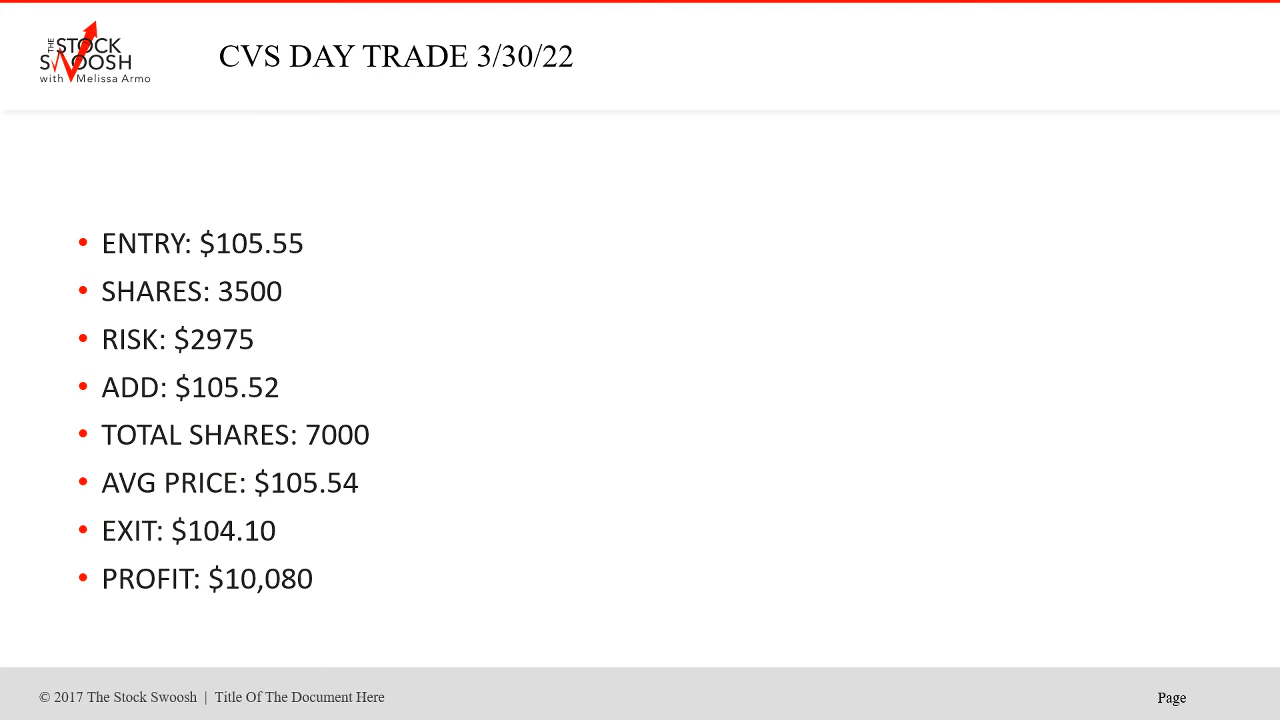 THE
STOCK
SWOOSH
with Melissa Armo
CVS DAY TRADE 3/30/22
• ENTRY: $105.55
• SHARES: 3500
• RISK: $2975
• ADD: $105.52
• TOTAL SHARES: 7000
• AVG PRICE: $105.54
• EXIT: $104.10
• PROFIT: $10,080
© 2017 The Stock Swoosh | Title Of The Document Here
Page